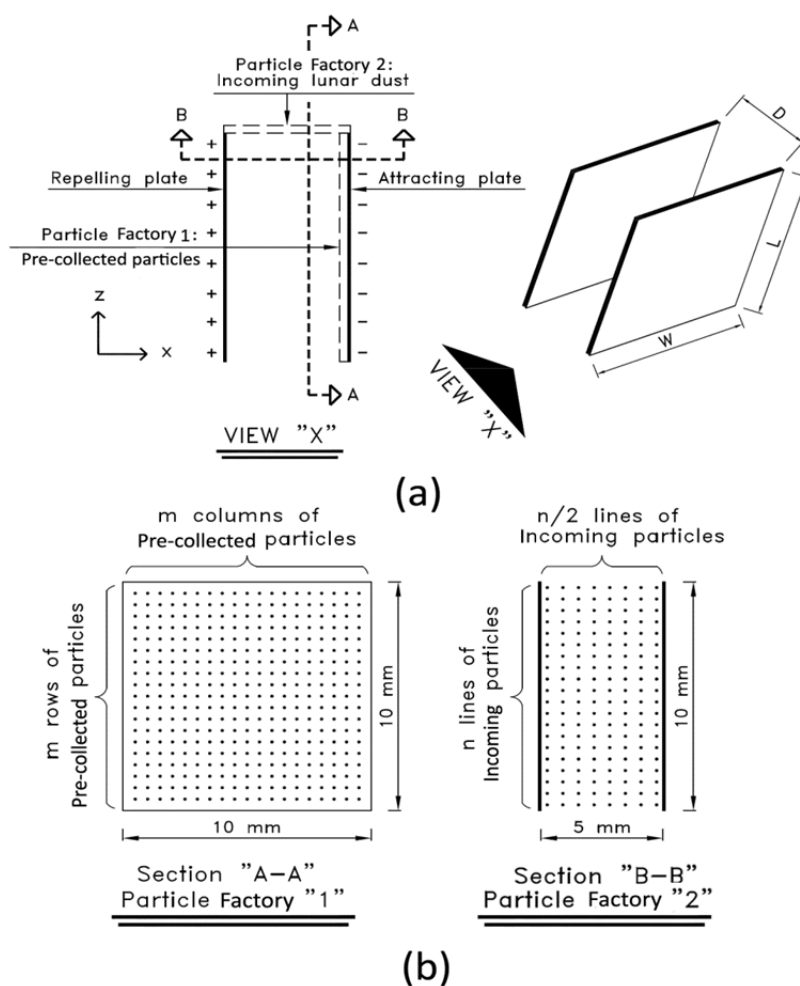 A
Particle Factory 2:
Incoming lunar dust
B
B
+
−
+
−
Repelling plate
Attracting plate
+
−
+
−
Particle Factory 1:
Pre-collected particles
+
−
+
−
+
−
+
−
z
x
A
VIEW "X"
D
L
W
VIEW "X"
(a)
m columns of
Pre-collected particles
m rows of
Pre-collected particles
10 mm
10 mm
Section "A-A"
Particle Factory "1"
n/2 lines of
Incoming particles
n lines of
Incoming particles
10 mm
5 mm
Section "B-B"
Particle Factory "2"
(b)